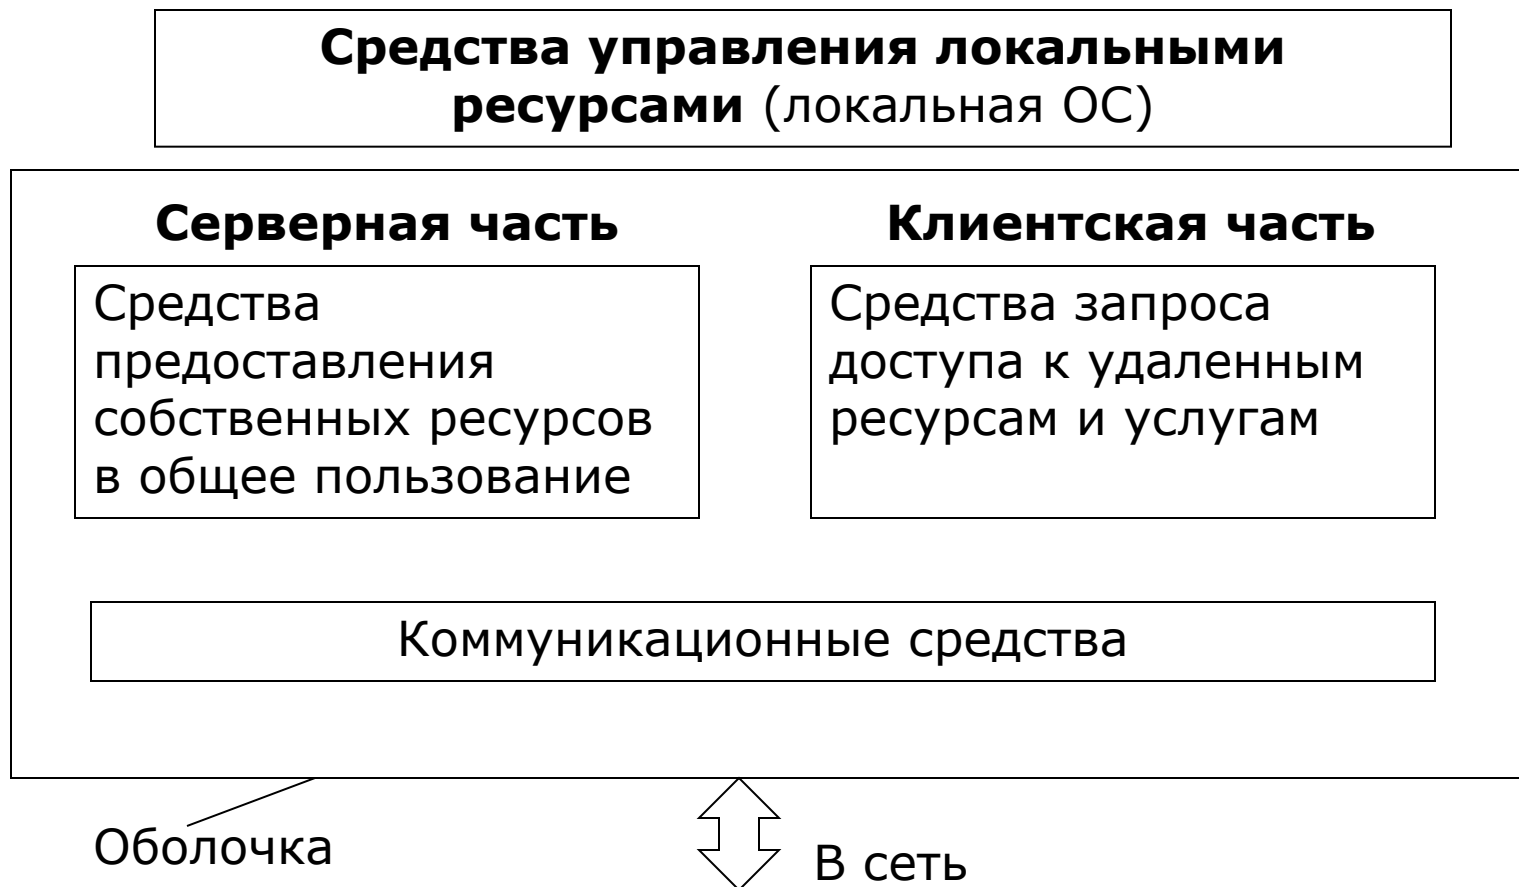 Средства управления локальными
ресурсами (локальная ОС)
Серверная часть
Клиентская часть
Средства
предоставления
собственных ресурсов
в общее пользование
Средства запроса
доступа к удаленным
ресурсам и услугам
Коммуникационные средства
Оболочка
В сеть